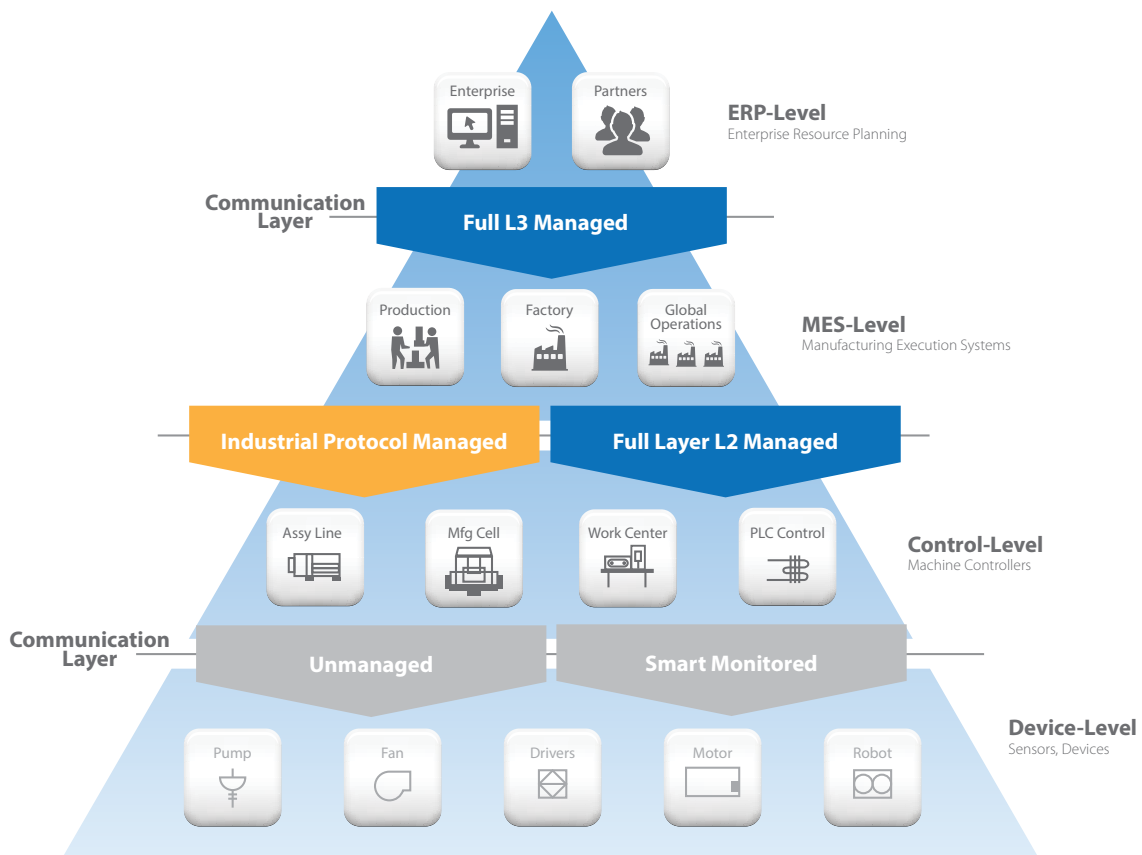 Enterprise
Partners
ERP-Level
Enterprise Resource Planning
Communication
Layer
Full L3 Managed
Production
Factory
Global
Operations
MES-Level
Manufacturing Execution Systems
Industrial Protocol Managed
Full Layer L2 Managed
Assy Line
Mfg Cell
Work Center
PLC Control
Control-Level
Machine Controllers
Communication
Layer
Unmanaged
Smart Monitored
Device-Level
Sensors, Devices
Pump
Fan
Drivers
Motor
Robot